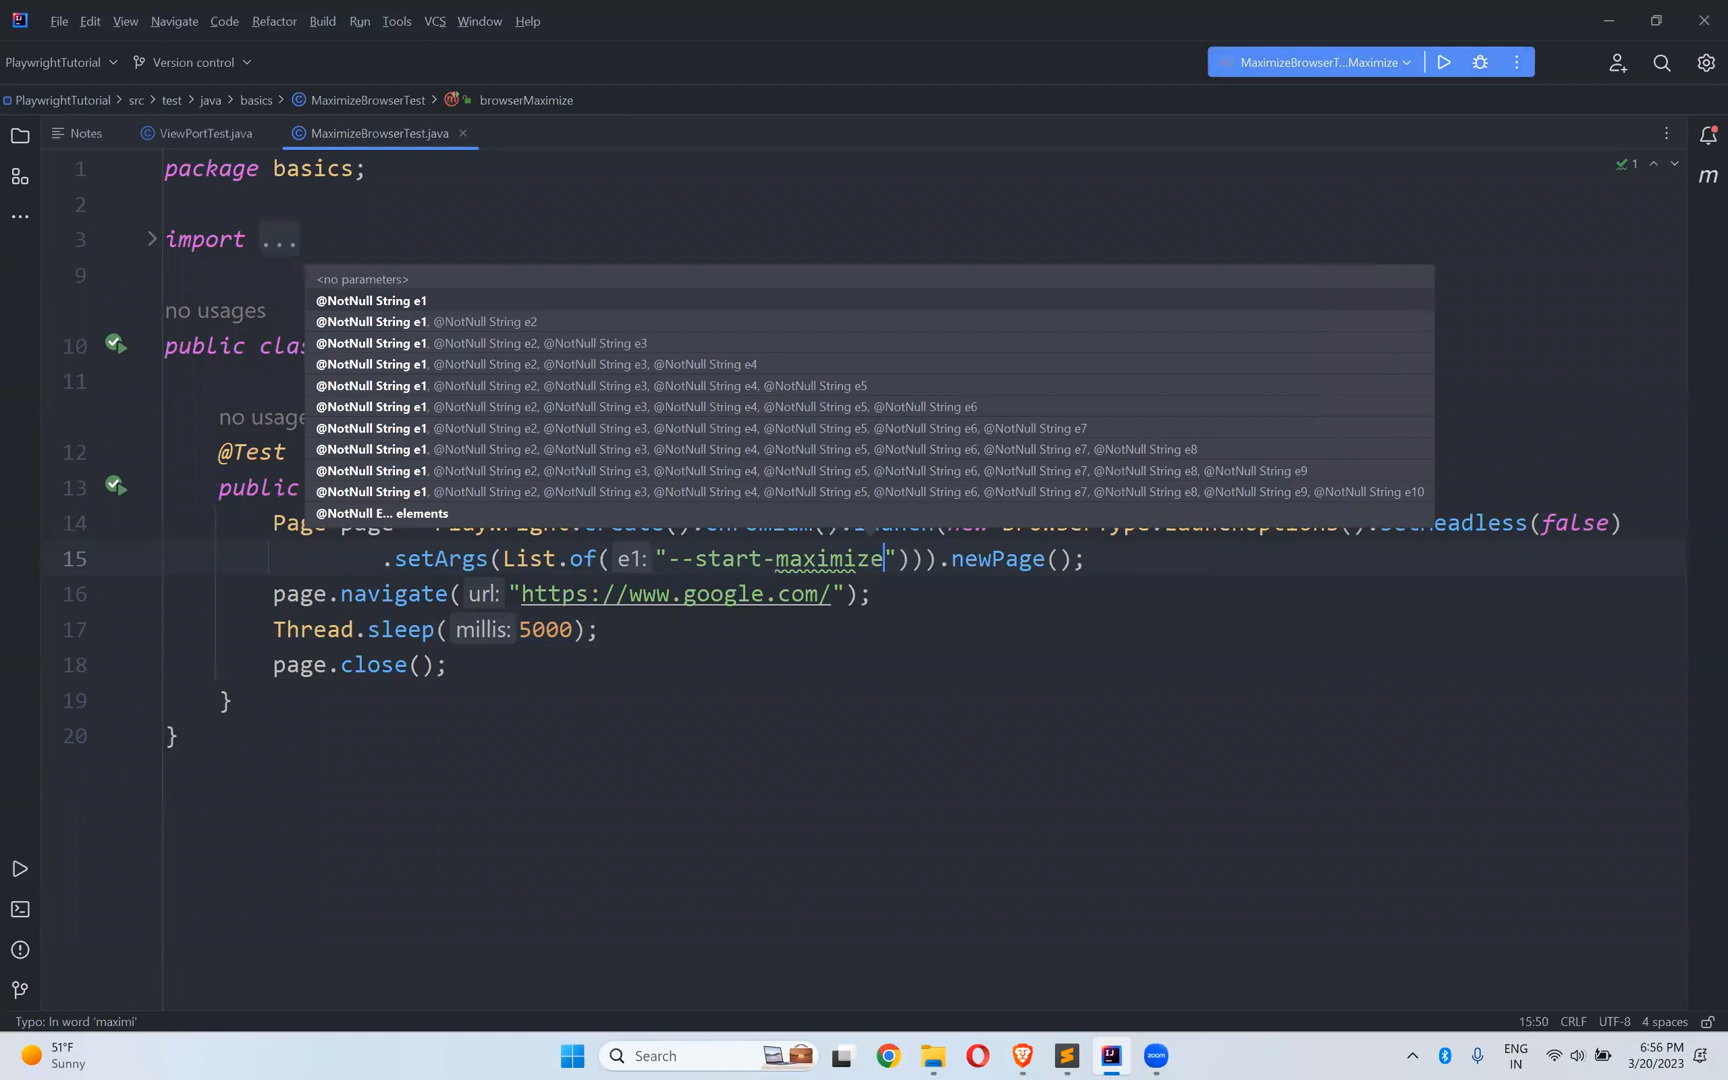 File Edit View Navigate Code Refactor Build Run Tools VCS Window Help
PlaywrightTutorial Version control MaximizeBrowserT...Maximize
PlaywrightTutorial src test java basics MaximizeBrowserTest browserMaximize
Notes ViewPortTest.java MaximizeBrowserTest.java
1 package basics;
1
2
3 import ...
9
no usages
10 public clas
11
no usage
12 @Test
13 public
<no parameters>
@NotNull String e1
@NotNull String e1, @NotNull String e2
@NotNull String e1, @NotNull String e2, @NotNull String e3
@NotNull String e1, @NotNull String e2, @NotNull String e3, @NotNull String e4
@NotNull String e1, @NotNull String e2, @NotNull String e3, @NotNull String e4, @NotNull String e5
@NotNull String e1, @NotNull String e2, @NotNull String e3, @NotNull String e4, @NotNull String e5, @NotNull String e6
@NotNull String e1, @NotNull String e2, @NotNull String e3, @NotNull String e4, @NotNull String e5, @NotNull String e6, @NotNull String e7
@NotNull String e1, @NotNull String e2, @NotNull String e3, @NotNull String e4, @NotNull String e5, @NotNull String e6, @NotNull String e7, @NotNull String e8
@NotNull String e1, @NotNull String e2, @NotNull String e3, @NotNull String e4, @NotNull String e5, @NotNull String e6, @NotNull String e7, @NotNull String e8, @NotNull String e9
@NotNull String e1, @NotNull String e2, @NotNull String e3, @NotNull String e4, @NotNull String e5, @NotNull String e6, @NotNull String e7, @NotNull String e8, @NotNull String e9, @NotNull String e10
@NotNull E... elements
14 Page page = Playwright.create().chromium().launch(new BrowserType.LaunchOptions().setHeadless(false)
15 .setArgs(List.of( e1: "--start-maximize"))).newPage();
16 page.navigate( url: "https://www.google.com/");
17 Thread.sleep( millis: 5000);
18 page.close();
19 }
20 }
Typo: In word 'maximi' 15:50 CRLF UTF-8 4 spaces
51°F
Sunny
Search
zoom
ENG
IN
6:56 PM
3/20/2023